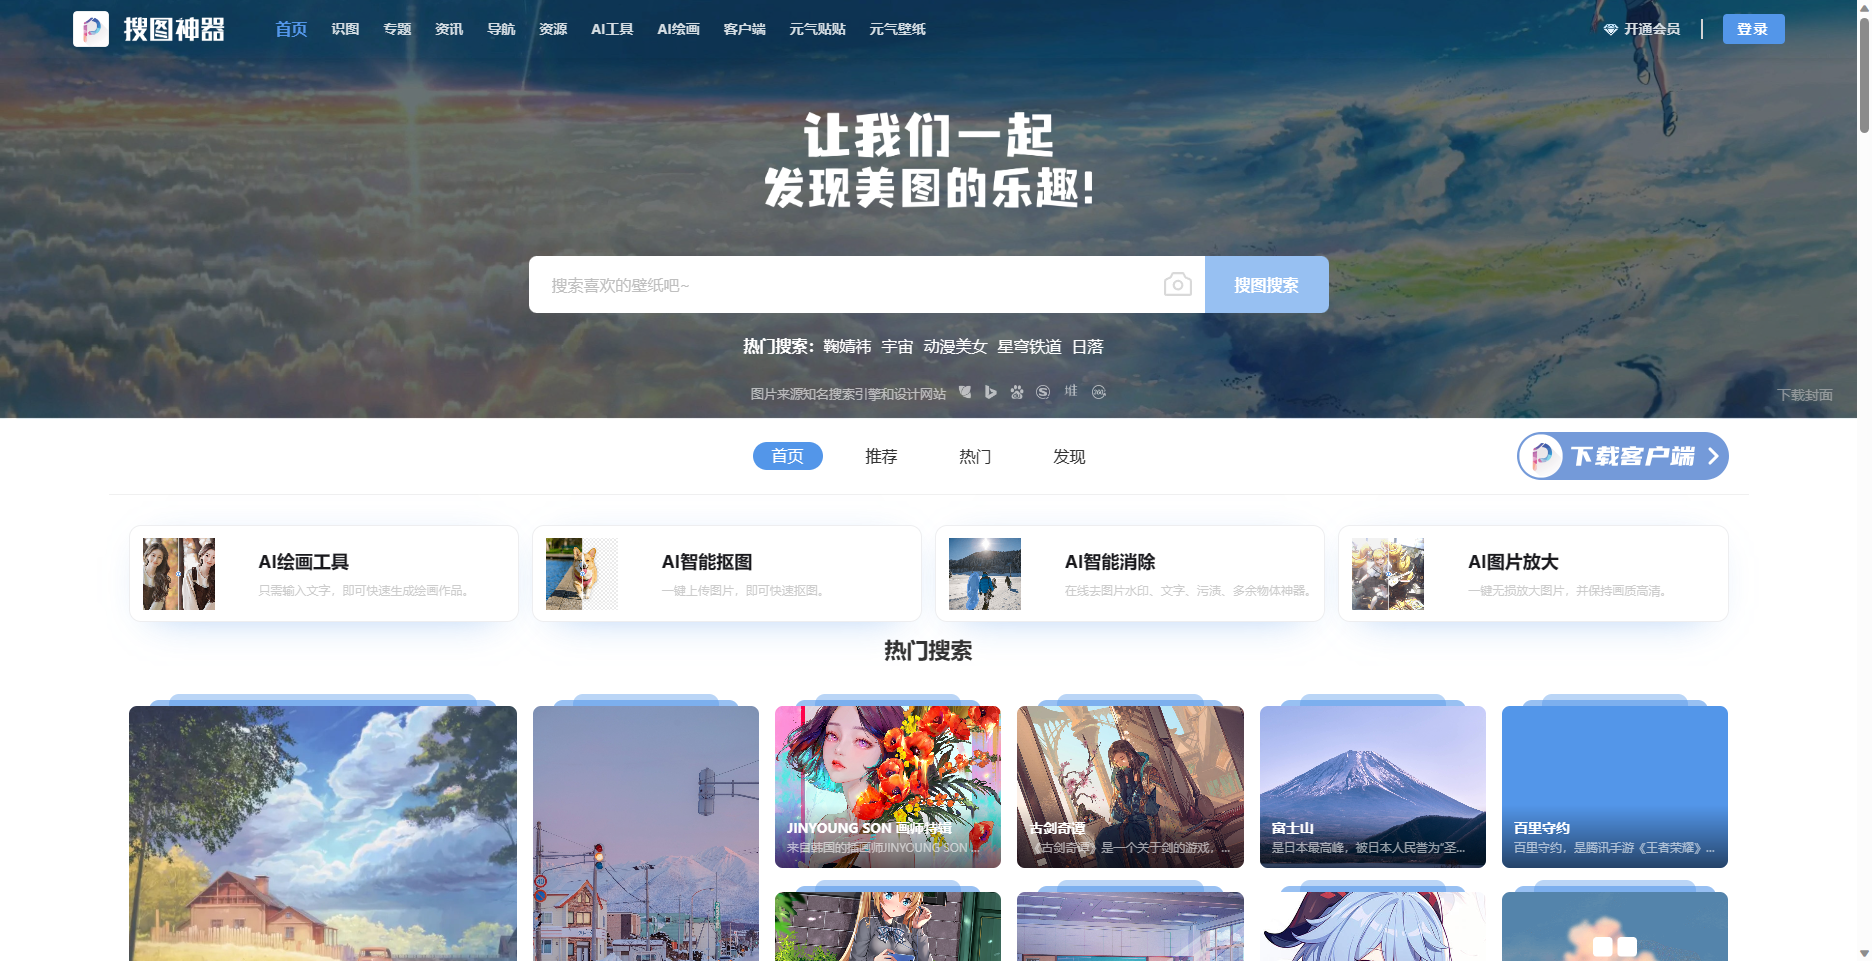 搜图神器
首页 识图 专题 资讯 导航 资源 AI工具 AI绘画 客户端 元气贴贴 元气壁纸
开通会员
登录
让我们一起
发现美图的乐趣!
搜索喜欢的壁纸吧~
搜图搜索
热门搜索: 鞠婧祎 宇宙 动漫美女 星穹铁道 日落
图片来源知名搜索引擎和设计网站
堆
下载封面
首页 推荐 热门 发现
下载客户端
AI绘画工具
只需输入文字，即可快速生成绘画作品。
AI智能抠图
一键上传图片，即可快速抠图。
AI智能消除
在线去图片水印、文字、污渍、多余物体神器。
AI图片放大
一键无损放大图片，并保持画质高清。
热门搜索
JINYOUNG SON 画师特辑
来自韩国的插画师JINYOUNG SON ...
古剑奇谭
《古剑奇谭》是一个关于剑的游戏，...
富士山
是日本最高峰，被日本人民誉为“圣...
百里守约
百里守约，是腾讯手游《王者荣耀》...